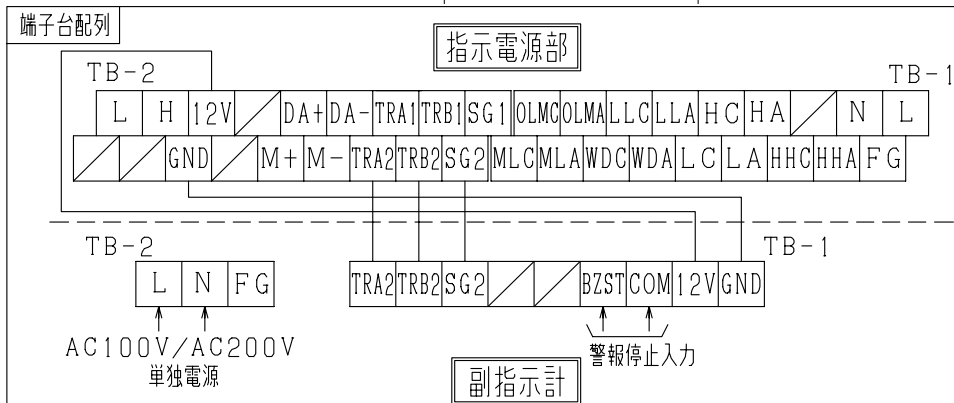 端子台配列
指示電源部
TB-2 TB-1
L H 12V DA+ DA- TRA1 TRB1 SG1 OLMC OLMA LLC LLA HC HA N L
GND M+ M- TRA2 TRB2 SG2 MLC MLA WDC WDA LC LA HHC HHA FG
TB-2 TB-1
L N FG TRA2 TRB2 SG2 BZST COM 12V GND
AC100V/AC200V 警報停止入力
単独電源
副指示計